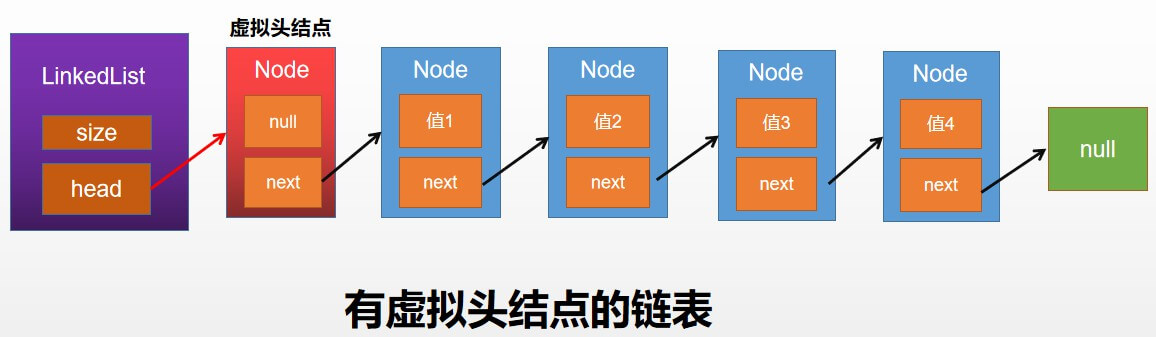 虚拟头结点
LinkedList
size
head
Node
null
next
Node
值1
next
Node
值2
next
Node
值3
next
Node
值4
next
null
有虚拟头结点的链表